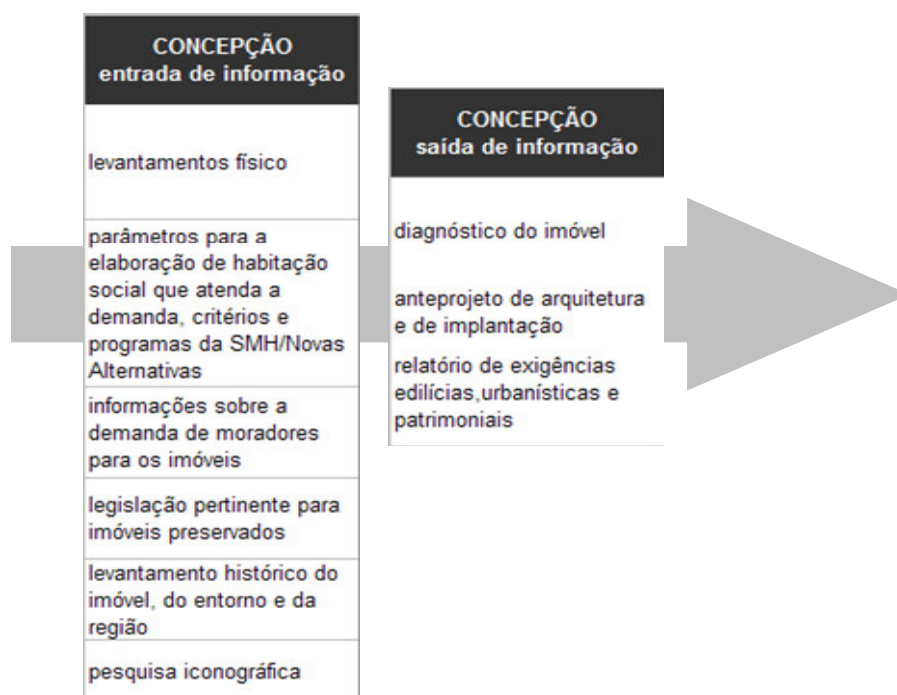 CONCEPÇÃO
entrada de informação
levantamentos físico
parâmetros para a
elaboração de habitação
social que atenda a
demanda, critérios e
programas da SMH/Novas
Alternativas
informações sobre a
demanda de moradores
para os imóveis
legislação pertinente para
imóveis preservados
levantamento histórico do
imóvel, do entorno e da
região
pesquisa iconográfica
CONCEPÇÃO
saída de informação
diagnóstico do imóvel
anteprojeto de arquitetura
e de implantação
relatório de exigências
edilícias,urbanísticas e
patrimoniais